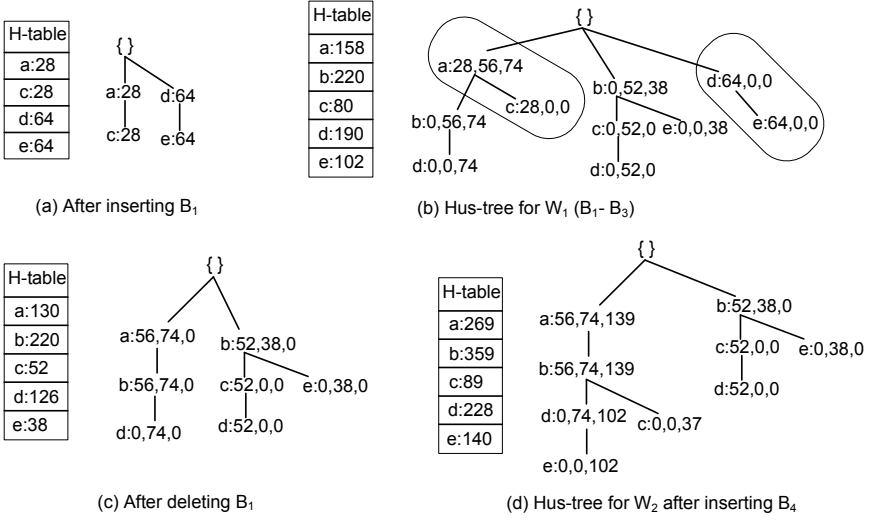 H-table
a:28
c:28
d:64
e:64
{ }
a:28 d:64
c:28 e:64
(a) After inserting B1
H-table
a:158
b:220
c:80
d:190
e:102
{ }
a:28,56,74 b:0,52,38 d:64,0,0
b:0,56,74 c:28,0,0 c:0,52,0 e:0,0,38 e:64,0,0
d:0,0,74 d:0,52,0
(b) Hus-tree for W1 (B1- B3)
H-table
a:130
b:220
c:52
d:126
e:38
{ }
a:56,74,0 b:52,38,0
b:56,74,0 c:52,0,0 e:0,38,0
d:0,74,0 d:52,0,0
(c) After deleting B1
H-table
a:269
b:359
c:89
d:228
e:140
{ }
a:56,74,139 b:52,38,0
b:56,74,139 c:52,0,0 e:0,38,0
d:0,74,102 c:0,0,37 d:52,0,0
e:0,0,102
(d) Hus-tree for W2 after inserting B4